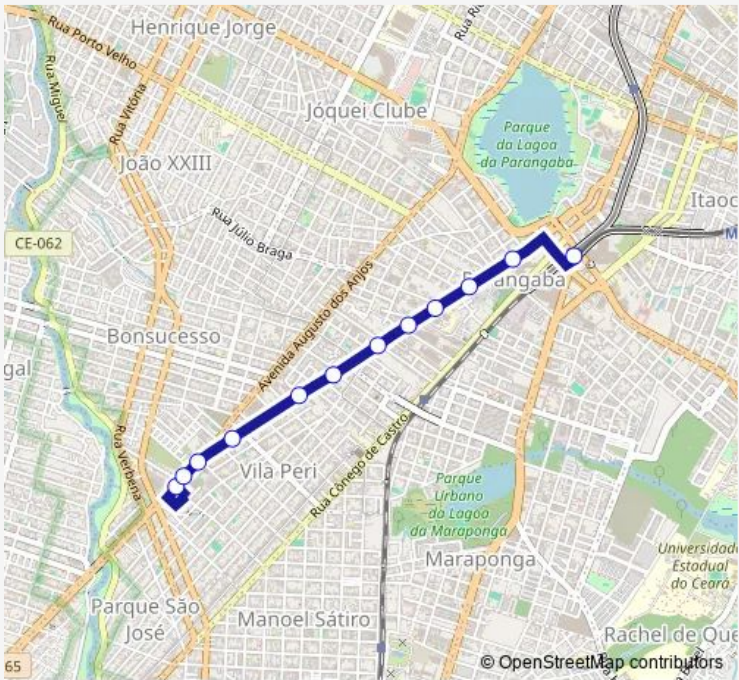 Henrique Jorge
Rua Porto Velho
Rua Miguel
Rua Vitória
Jóquei Clube
Parque
da Lagoa
da Parangaba
João XXIII
Itaoc
Rua Júlio Braga
CE-062
M
Avenida Augusto dos Anjos
Bonsucesso
gal
Rua Verbena
Vila Peri
Rua Cônego de Castro
Parque
Urbano
da Lagoa
da Maraponga
Maraponga
Universidad
Estadual
do Ceará
Parque São
José
Manoel Sátiro
Rachel de Que
65
© OpenStreetMap contributors